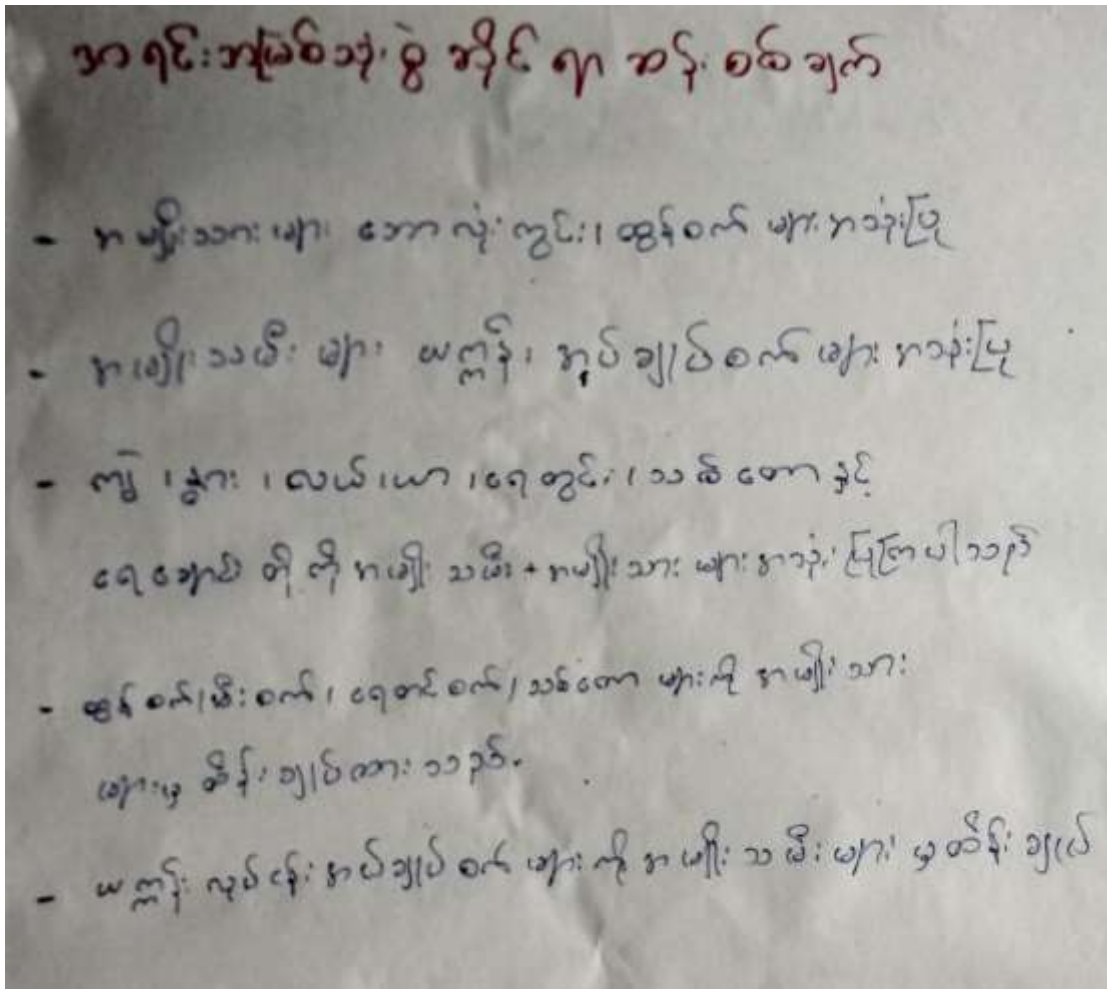 အရင်းအမြစ်သုံးစွဲဆိုင်ရာဆန်းစစ်ချက်
- အမျိုးသားများ ဘောလုံးကွင်း၊ ထွန်စက်များအသုံးပြု
- အမျိုးသမီးများ ယက္ကန်း၊ အုပ်ချုပ်စက်များအသုံးပြု
- ကျွဲ၊ နွား၊ လယ်၊ ယာ၊ ရေတွင်း၊ သစ်တောနှင့်
ရေချောင်းတို့ကို အမျိုးသမီး + အမျိုးသားများအသုံးပြုကြပါသည်
- ထွန်စက်၊ မီးစက်၊ ရေတင်စက်၊ သစ်တောများကို အမျိုးသား
များမှ ထိန်းချုပ်ထားသည်.
- ယက္ကန်းလုပ်ငန်းအပ်ချုပ်စက်များကို အမျိုးသမီးများမှထိန်းချုပ်